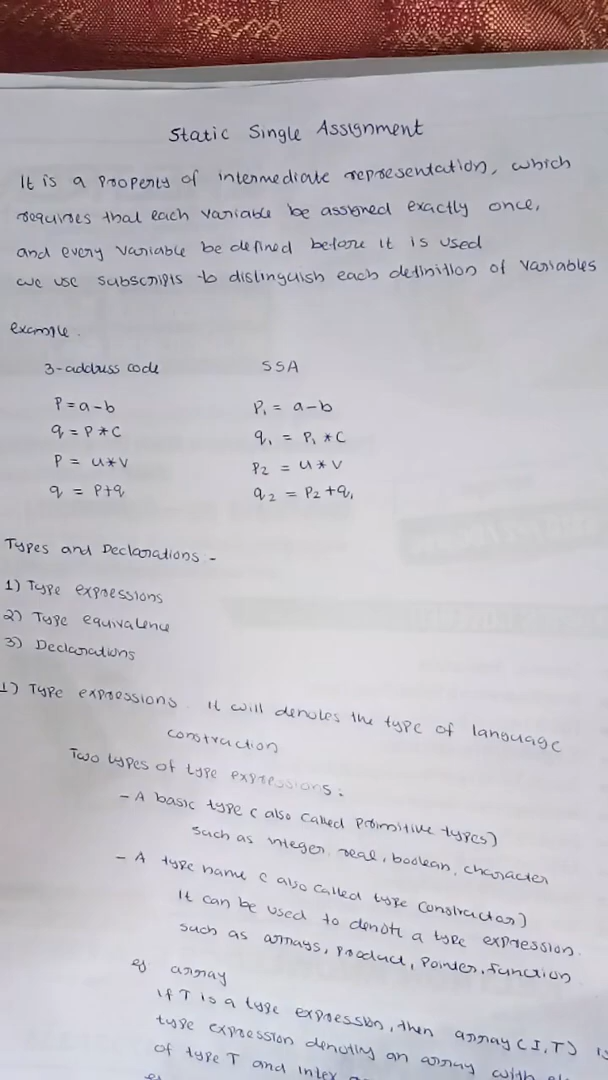 Static Single Assignment
It is a property of intermediate representation, which
requires that each variable be assigned exactly once,
and every variable be defined before it is used
we use subscripts to distinguish each definition of variables
example.
3-address code SSA
P = a-b P₁ = a-b
q = P*C q₁ = P₁*C
P = u*v P₂ = u*v
q = P+q q₂ = P₂+q₁
Types and Declarations -
1) Type expressions
2) Type equivalence
3) Declarations
1) Type expressions. it will denotes the type of language
construction
Two types of type expressions:
- A basic type (also called primitive types)
such as integer, real, boolean, character
- A type name (also called type constructor)
it can be used to denote a type expression.
such as arrays, product, pointer, function
eg array
if T is a type expression, then array(I,T) is
type expression denoting an array with
of type T and